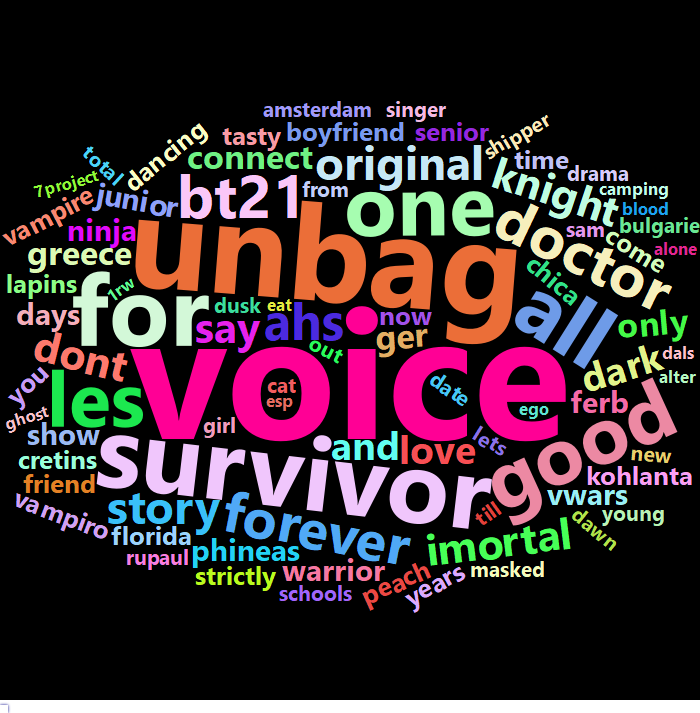 amsterdam singer
tasty boyfriend senior shipper
dancing connect original time
total 7project junior bt21 from one knight drama camping
vampire ninja unbag doctor blood
sam come bulgarie alone
greece lapins 1rw for dusk eat chica
days say ahs now all only
dont ger out dark dals
you les voice cat esp date ego alter
ghost show girl ferb
cretins survivor and love lets good new
friend kohlanta
vampiro story forever till vwars young
florida imortal dawn
rupaul phineas
strictly warrior peach years masked
schools